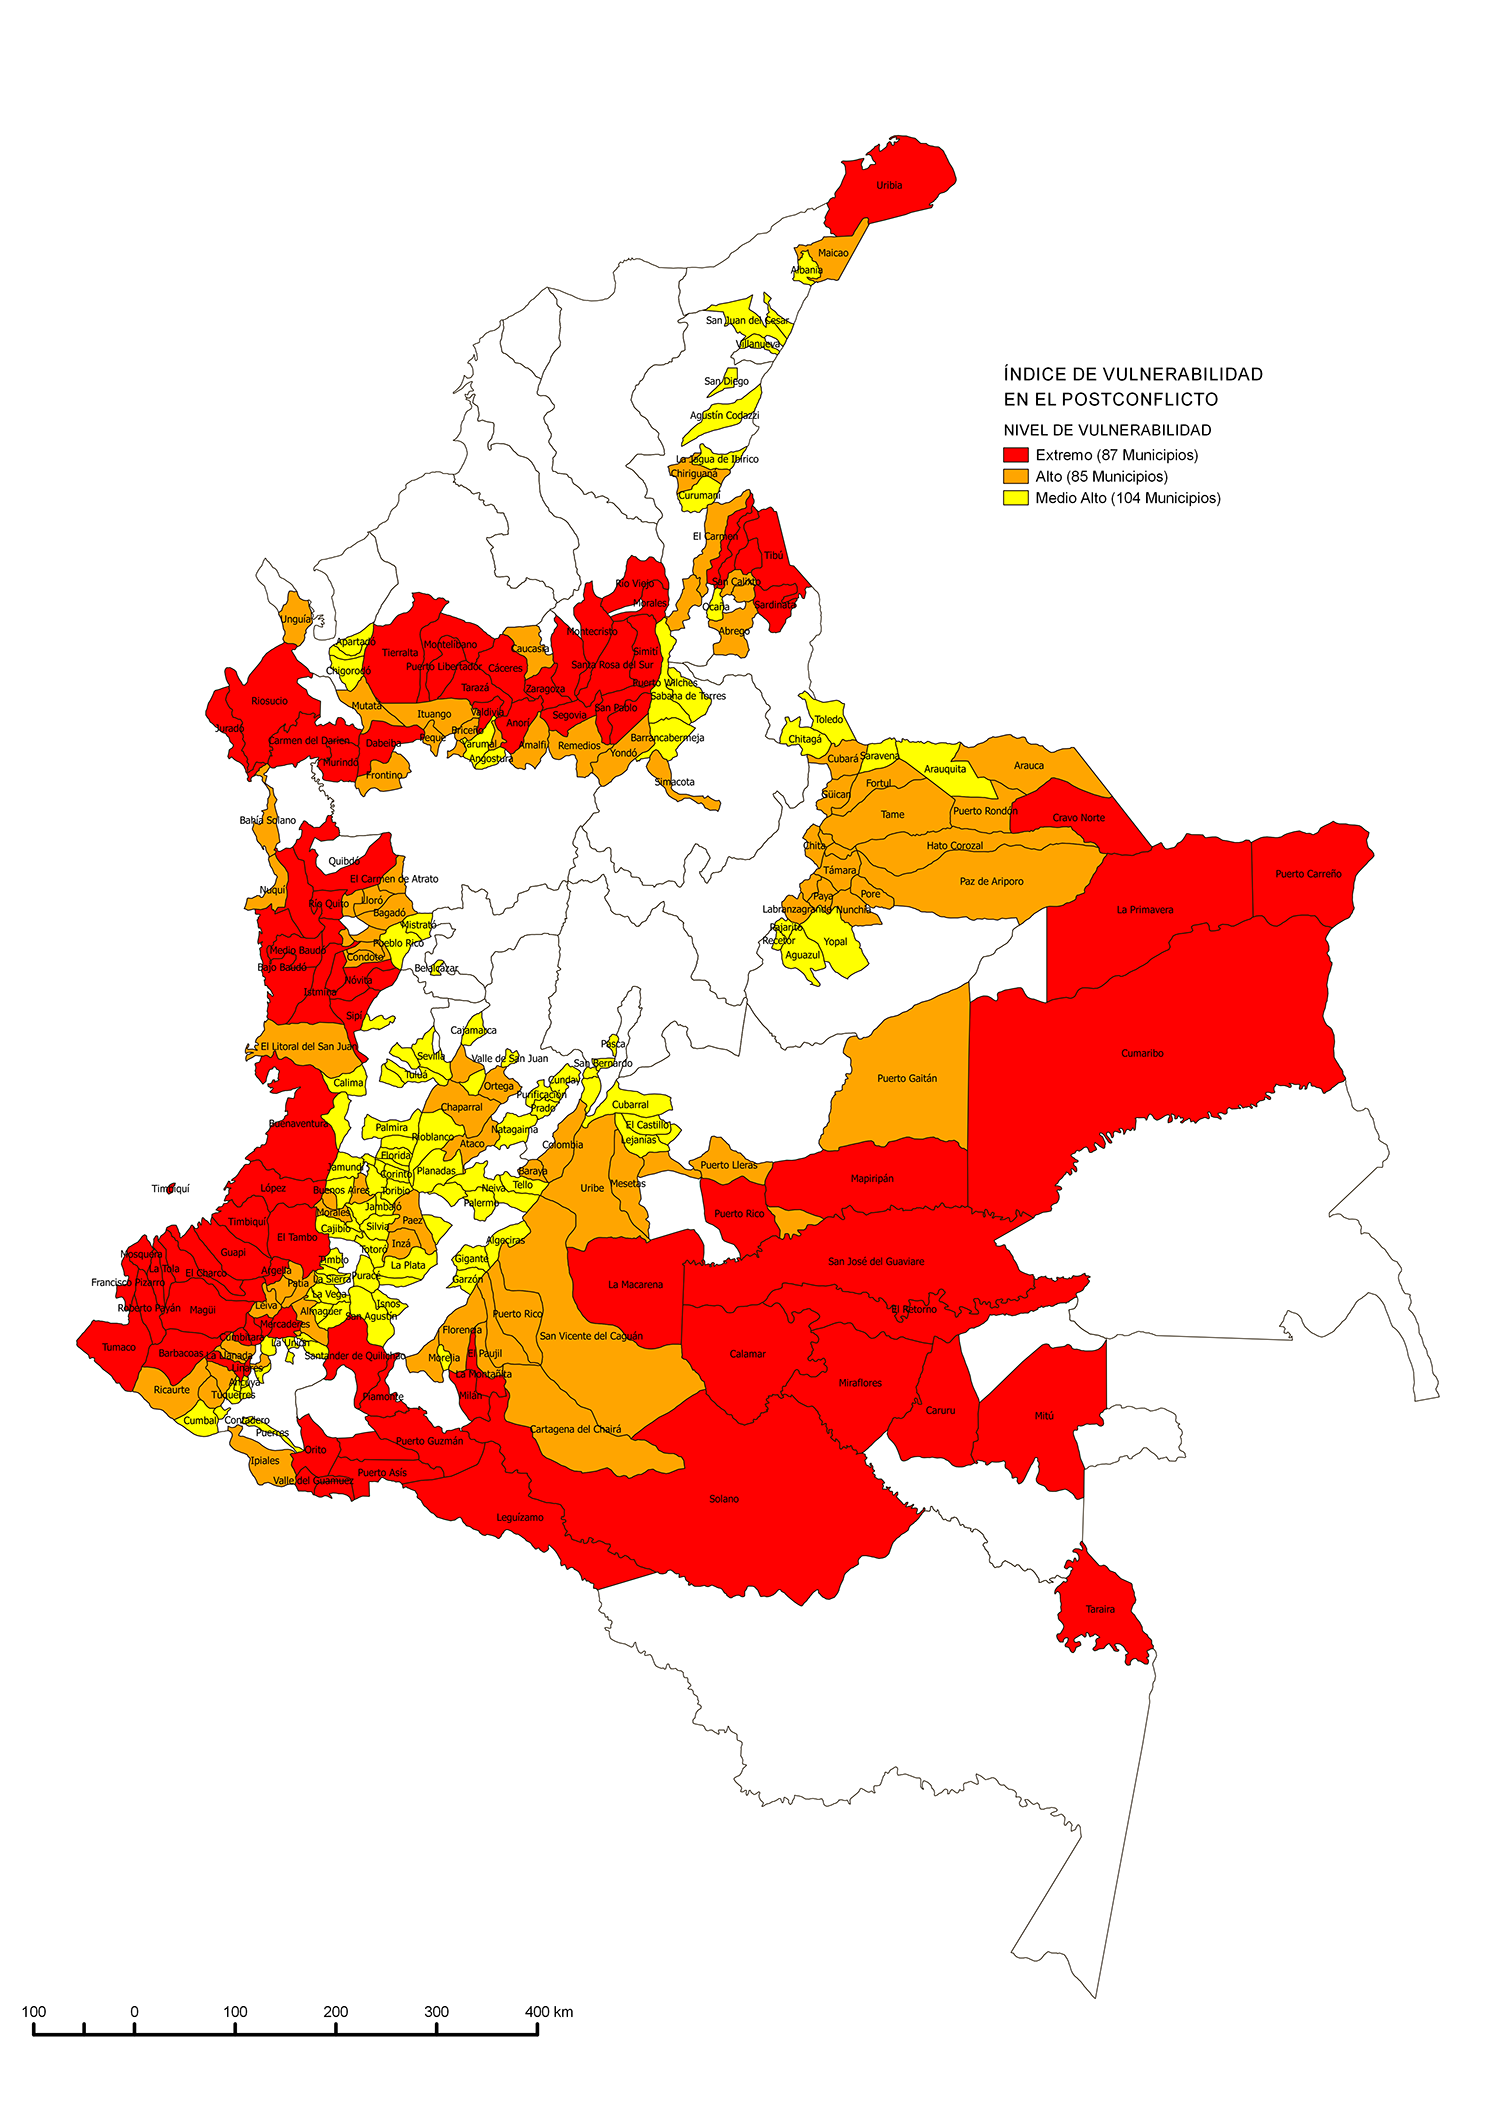 Uribia
Maicao
Albania
San Juan del Cesar
Villanueva
ÍNDICE DE VULNERABILIDAD
EN EL POSTCONFLICTO
San Diego
NIVEL DE VULNERABILIDAD
Agustín Codazzi
Extremo (87 Municipios)
La Jagua de Ibirico
Chiriguaná
Alto (85 Municipios)
Curumaní
Medio Alto (104 Municipios)
El Carmen
Tibú
San Calixto
Río Viejo
Morales
Ocaña
Sardinata
Unguía
Abrego
Montecristo
Apartadó
Montelíbano
Caucasia
Tierralta
Simití
Puerto Libertador
Cáceres
Santa Rosa del Sur
Chigorodó
Puerto Wilches
Tarazá
Zaragoza
Sabana de Torres
Riosucio
Mutatá
Ituango
Valdivia
Anorí
Segovia
San Pablo
Toledo
Jurado
Briceño
Carmen del Darien
Dabeiba
Peque
Yarumal
Amalfi
Remedios
Barrancabermeja
Chitagá
Murindó
Angostura
Yondó
Cubará
Saravena
Arauquita
Arauca
Frontino
Simacota
Güican
Fortul
Bahía Solano
Tame
Puerto Rondón
Cravo Norte
Chita
Hato Corozal
Quibdó
Támara
Puerto Carreño
El Carmen de Atrato
Paz de Ariporo
Nuquí
Río Quito
Lloró
Paya
Pore
Bagadó
Labranzagrande
Nunchía
La Primavera
Mistrató
Pajarito
Medio Baudó
Pueblo Rico
Recetor
Yopal
Condoto
Aguazul
Bajo Baudó
Belalcázar
Nóvita
Istmina
Sipí
Cajamarca
El Litoral del San Juan
Pasca
Sevilla
Valle de San Juan
San Bernardo
Cumaribo
Tuluá
Calima
Ortega
Cunday
Puerto Gaitán
Purificación
Chaparral
Prado
Cubarral
Buenaventura
Palmira
Rioblanco
Natagaima
El Castillo
Ataco
Colombia
Lejanías
Florida
Jamundí
Corinto
Planadas
Baraya
Puerto Lleras
Timbiquí
López
Buenos Aires
Toribio
Neiva
Tello
Uribe
Mesetas
Mapiripán
Morales
Jambaló
Palermo
Puerto Rico
Timbiquí
Cajibío
Silvia
Paez
El Tambo
Inzá
Algeciras
Mosquera
Guapi
Totoró
La Tola
Timbío
La Plata
Gigante
San José del Guaviare
El Charco
Argelia
Puracé
Garzón
Francisco Pizarro
Patía
La Sierra
La Macarena
Roberto Payán
Magüi
Leiva
La Vega
Isnos
Puerto Rico
El Retorno
Almaguer
San Agustín
Mercaderes
Florencia
San Vicente del Caguán
Tumaco
Cumbitara
La Unión
Barbacoas
La Llanada
Santander de Quilichao
Morelia
El Paujil
Calamar
Linares
La Montañita
Ricaurte
Ancuya
Túquerres
Piamonte
Milán
Miraflores
Cumbal
Contadero
Caruru
Mitú
Puerres
Cartagena del Chairá
Puerto Guzmán
Ipiales
Orito
Valle del Guamuez
Puerto Asís
Solano
Leguízamo
Taraira
100 0 100 200 300 400 km